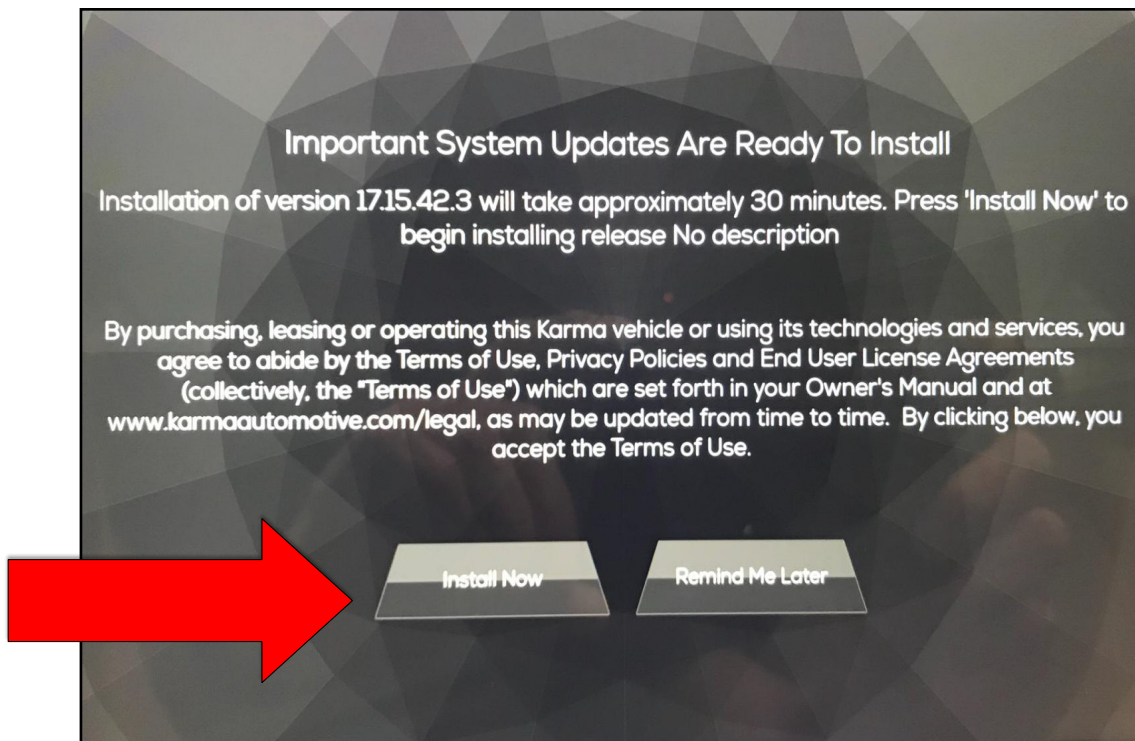 Important System Updates Are Ready To Install
Installation of version 17.15.42.3 will take approximately 30 minutes. Press 'Install Now' to
begin installing release No description
By purchasing, leasing or operating this Karma vehicle or using its technologies and services, you
agree to abide by the Terms of Use, Privacy Policies and End User License Agreements
(collectively, the "Terms of Use") which are set forth in your Owner's Manual and at
www.karmaautomotive.com/legal, as may be updated from time to time. By clicking below, you
accept the Terms of Use.
Install Now
Remind Me Later